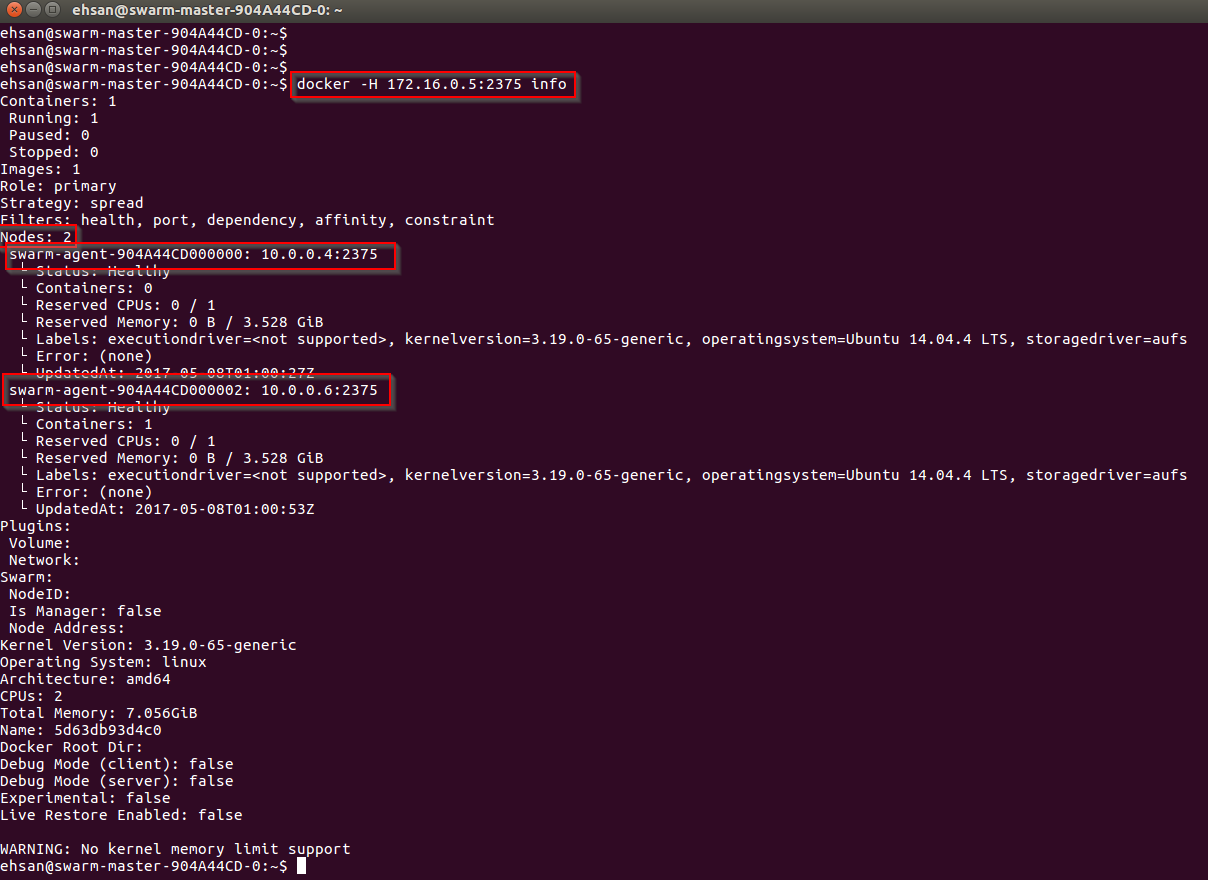 ehsan@swarm-master-904A44CD-0: ~
ehsan@swarm-master-904A44CD-0:~$
ehsan@swarm-master-904A44CD-0:~$
ehsan@swarm-master-904A44CD-0:~$
ehsan@swarm-master-904A44CD-0:~$ docker -H 172.16.0.5:2375 info
Containers: 1
 Running: 1
 Paused: 0
 Stopped: 0
Images: 1
Role: primary
Strategy: spread
Filters: health, port, dependency, affinity, constraint
Nodes: 2
 swarm-agent-904A44CD000000: 10.0.0.4:2375
  └ Status: Healthy
  └ Containers: 0
  └ Reserved CPUs: 0 / 1
  └ Reserved Memory: 0 B / 3.528 GiB
  └ Labels: executiondriver=<not supported>, kernelversion=3.19.0-65-generic, operatingsystem=Ubuntu 14.04.4 LTS, storagedriver=aufs
  └ Error: (none)
  └ UpdatedAt: 2017-05-08T01:00:27Z
 swarm-agent-904A44CD000002: 10.0.0.6:2375
  └ Status: Healthy
  └ Containers: 1
  └ Reserved CPUs: 0 / 1
  └ Reserved Memory: 0 B / 3.528 GiB
  └ Labels: executiondriver=<not supported>, kernelversion=3.19.0-65-generic, operatingsystem=Ubuntu 14.04.4 LTS, storagedriver=aufs
  └ Error: (none)
  └ UpdatedAt: 2017-05-08T01:00:53Z
Plugins:
 Volume:
 Network:
Swarm:
 NodeID:
 Is Manager: false
 Node Address:
Kernel Version: 3.19.0-65-generic
Operating System: linux
Architecture: amd64
CPUs: 2
Total Memory: 7.056GiB
Name: 5d63db93d4c0
Docker Root Dir:
Debug Mode (client): false
Debug Mode (server): false
Experimental: false
Live Restore Enabled: false

WARNING: No kernel memory limit support
ehsan@swarm-master-904A44CD-0:~$